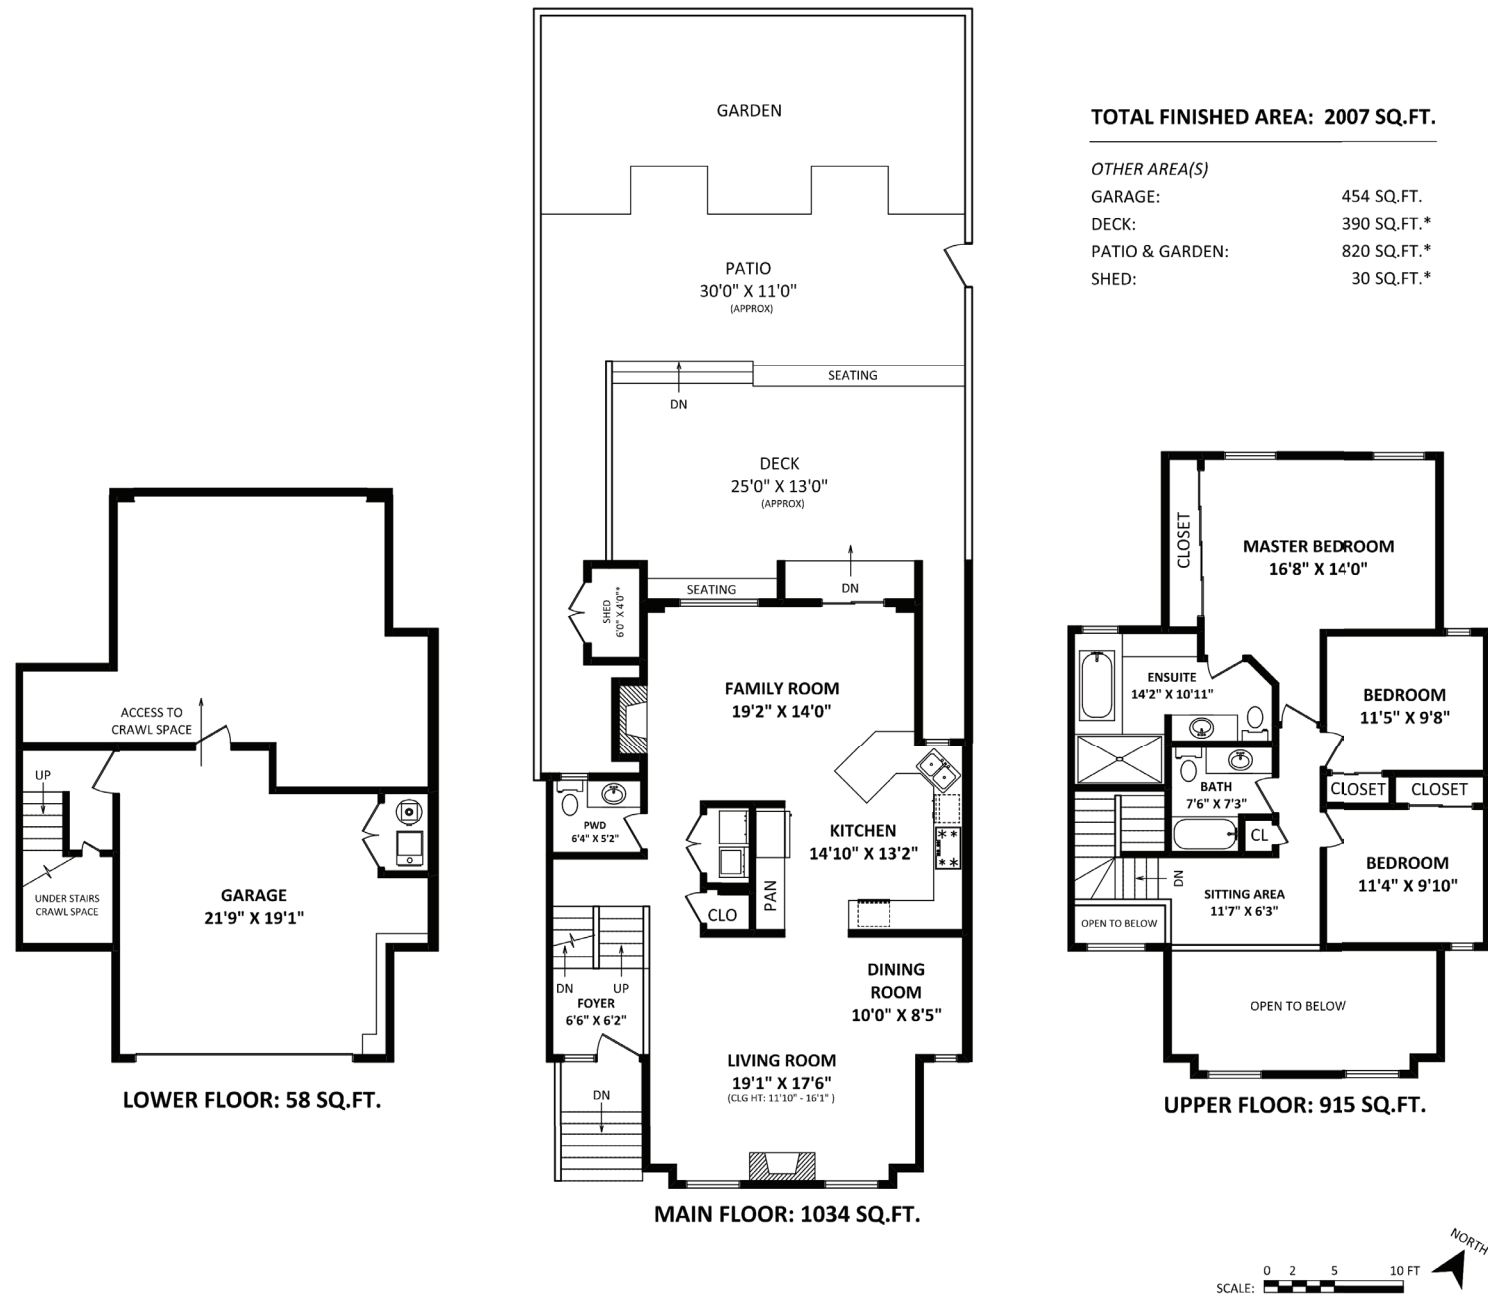 TOTAL FINISHED AREA: 2007 SQ.FT.
OTHER AREA(S)
GARAGE: 454 SQ.FT.
DECK: 390 SQ.FT.*
PATIO & GARDEN: 820 SQ.FT.*
SHED: 30 SQ.FT.*
ACCESS TO
CRAWL SPACE
UP
UNDER STAIRS
CRAWL SPACE
GARAGE
21'9" X 19'1"
LOWER FLOOR: 58 SQ.FT.
GARDEN
PATIO
30'0" X 11'0"
(APPROX)
SEATING
DN
DECK
25'0" X 13'0"
(APPROX)
DN
SEATING
SHED
6'0" X 4'0"*
FAMILY ROOM
19'2" X 14'0"
PWD
6'4" X 5'2"
KITCHEN
14'10" X 13'2"
PAN
CLO
DN
UP
FOYER
6'6" X 6'2"
DINING
ROOM
10'0" X 8'5"
LIVING ROOM
19'1" X 17'6"
(CLG HT: 11'10" - 16'1" )
DN
MAIN FLOOR: 1034 SQ.FT.
CLOSET
MASTER BEDROOM
16'8" X 14'0"
ENSUITE
14'2" X 10'11"
BEDROOM
11'5" X 9'8"
BATH
7'6" X 7'3"
CLOSET
CLOSET
CL
BEDROOM
11'4" X 9'10"
DN
SITTING AREA
11'7" X 6'3"
OPEN TO BELOW
OPEN TO BELOW
UPPER FLOOR: 915 SQ.FT.
NORTH
0 2 5 10 FT
SCALE: